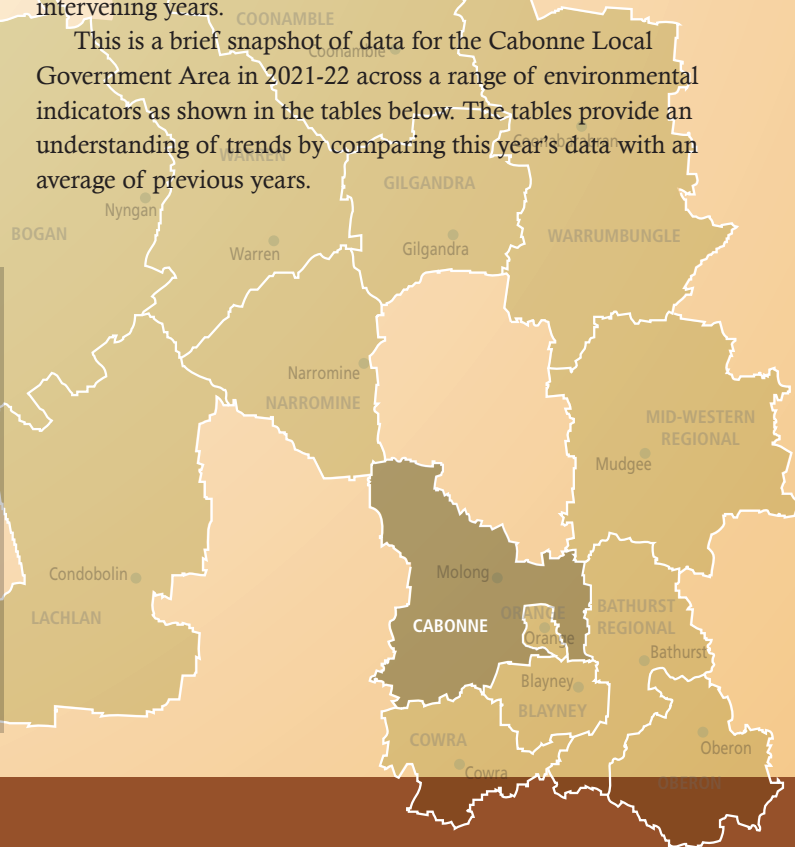 intervening years.
COONAMBLE
This is a brief snapshot of data for the Cabonne Local
Coonamble
Government Area in 2021-22 across a range of environmental
indicators as shown in the tables below. The tables provide an
Coonabarabran
understanding of trends by comparing this year's data with an
WARREN
average of previous years.
GILGANDRA
Nyngan
BOGAN
Warren
Gilgandra
WARRUMBUNGLE
Narromine
NARROMINE
MID-WESTERN
REGIONAL
Mudgee
Condobolin
LACHLAN
Molong
CABONNE
ORANGE
Orange
BATHURST
REGIONAL
Bathurst
Blayney
BLAYNEY
COWRA
Cowra
Oberon
OBERON